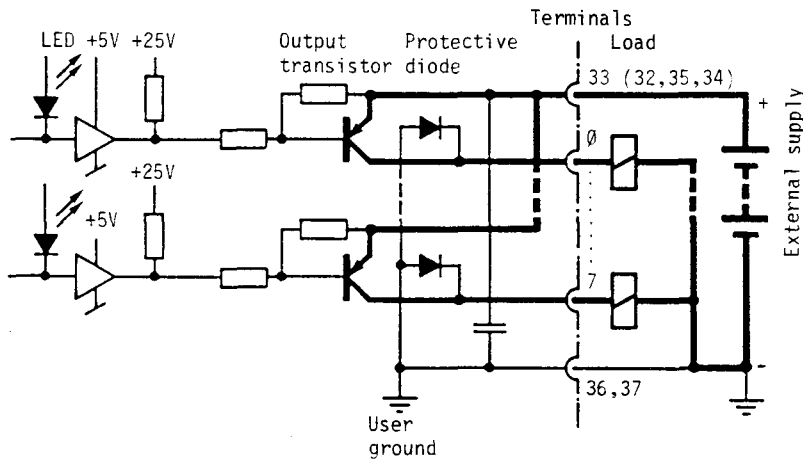 Terminals
LED +5V +25V
Output
transistor
Protective
diode
Load
33 (32,35,34)
+
Ø
External supply
+25V
+5V
7
-
36,37
User
ground